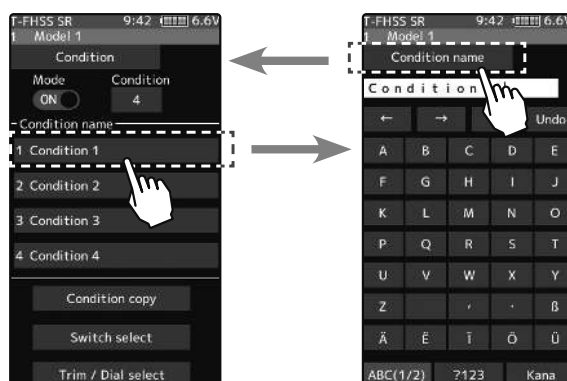 T-FHSS SR 9:42 6.6V
1 Model 1
Condition
Mode Condition
ON 4
Condition name
1 Condition 1
2 Condition 2
3 Condition 3
4 Condition 4
Condition copy
Switch select
Trim / Dial select
T-FHSS SR 9:42 6.6V
1 Model 1
Condition name
Condition
← → Undo
A B C D E
F G H I J
K L M N O
P Q R S T
U V W X Y
Z , . ß
Ä Ë Ï Ö Ü
ABC(1/2) ?123 Kana